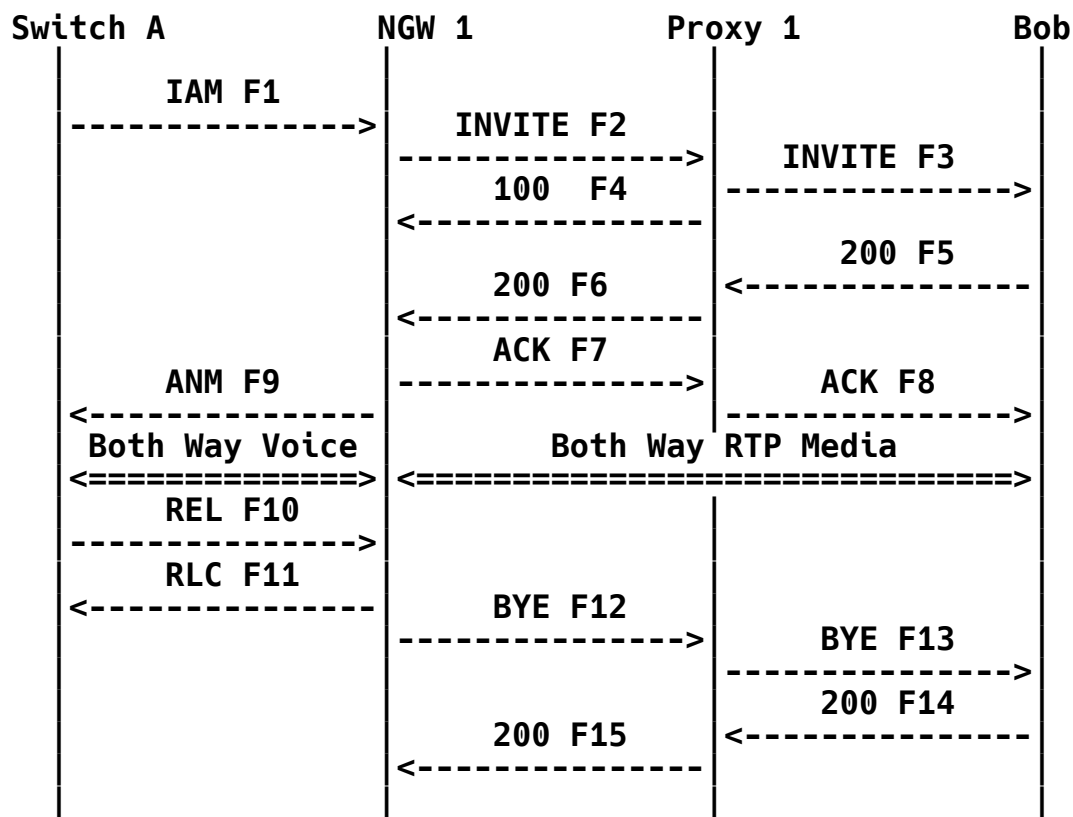 Switch A NGW 1 Proxy 1 Bob
IAM F1
INVITE F2
INVITE F3
100 F4
200 F5
200 F6
ACK F7
ANM F9 ACK F8
Both Way Voice Both Way RTP Media
REL F10
RLC F11
BYE F12
BYE F13
200 F14
200 F15